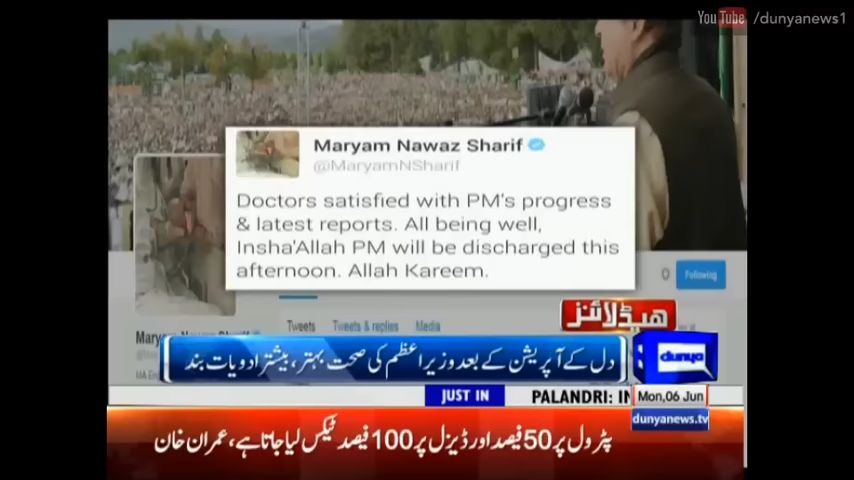 YouTube /dunyanews1
Maryam Nawaz Sharif
@MaryamNSharif
Doctors satisfied with PM's progress
& latest reports. All being well,
Insha'Allah PM will be discharged this
afternoon. Allah Kareem.
Following
Tweets Tweets & replies Media
ہیڈلائنز
دل کے آپریشن کے بعد وزیراعظم کی صحت بہتر، بیشتر ادویات بند
dunya
JUST IN
PALANDRI:
Mon,06 Jun
dunyanews.tv
پٹرول پر 50 فیصد اور ڈیزل پر 100 فیصد ٹیکس لیا جاتا ہے، عمران خان